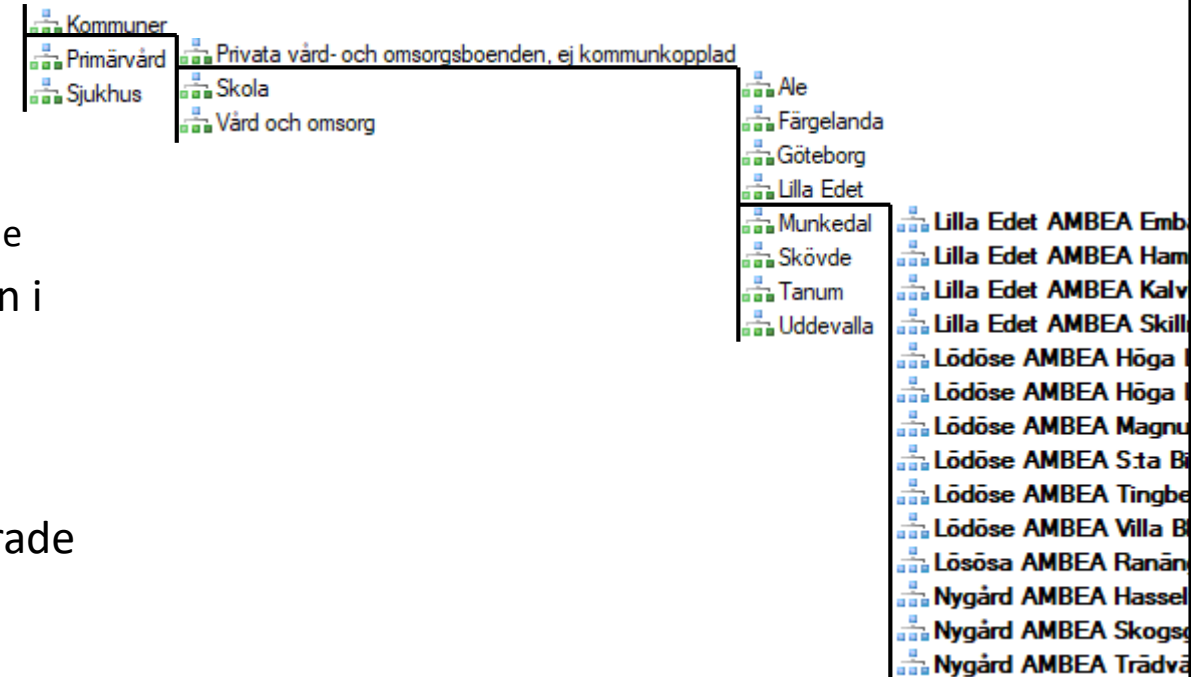 Kommuner
Primärvård
Sjukhus
Privata vård- och omsorgsboenden, ej kommunkopplad
Skola
Vård och omsorg
Ale
Färgelanda
Göteborg
Lilla Edet
Munkedal
Skövde
Tanum
Uddevalla
Lilla Edet AMBEA
Lilla Edet AMBEA
Lilla Edet AMBEA
Lilla Edet AMBEA
Lödöse AMBEA Höga
Lödöse AMBEA Höga
Lödöse AMBEA
Lödöse AMBEA S:ta
Lödöse AMBEA
Lödöse AMBEA Villa
Lösösa AMBEA
Nygård AMBEA
Nygård AMBEA
Nygård AMBEA
i